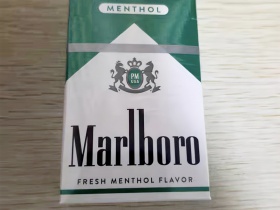 MENTHOL
PM
USA
Marlboro
FRESH MENTHOL FLAVOR